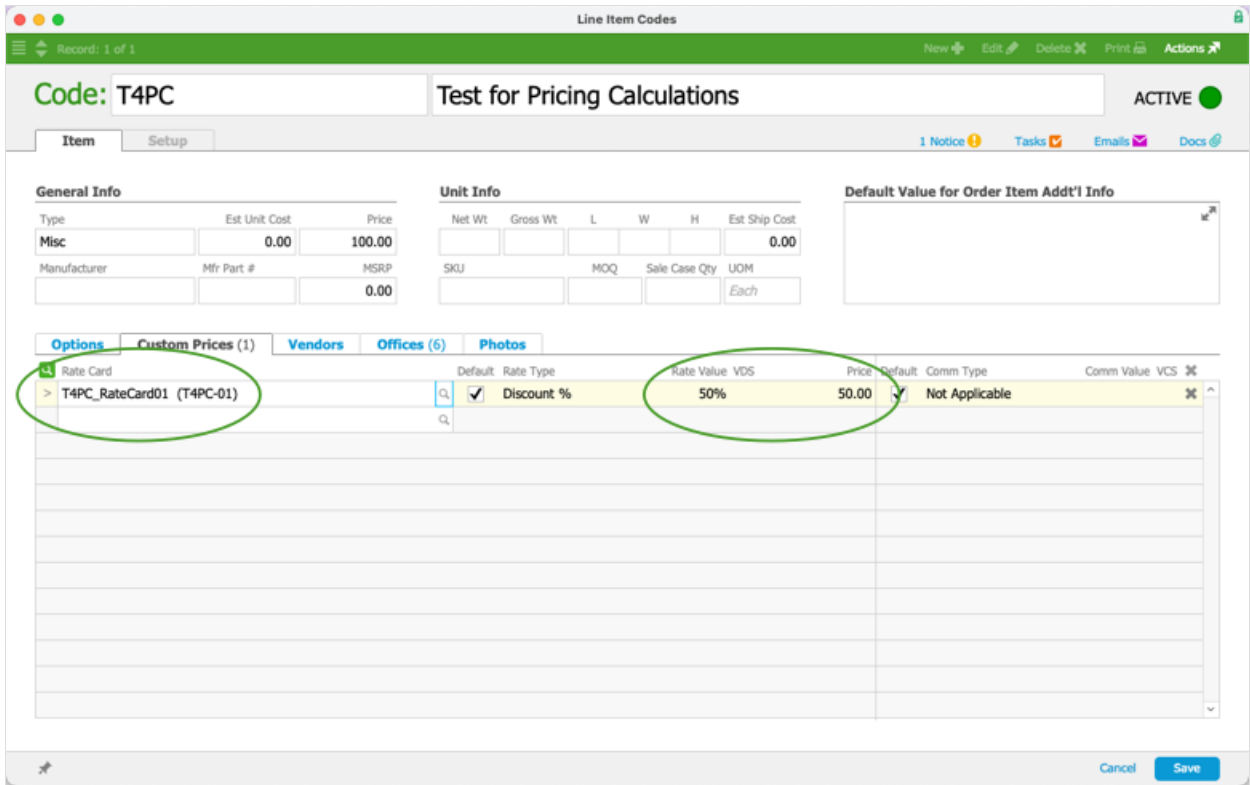 Line Item Codes
Record: 1 of 1 New Edit Delete Print Actions
Code: T4PC Test for Pricing Calculations ACTIVE
Item Setup 1 Notice Tasks Emails Docs
General Info Unit Info Default Value for Order Item Addt'l Info
Type Est Unit Cost Price Net Wt Gross Wt L W H Est Ship Cost
Misc 0.00 100.00 0.00
Manufacturer Mfr Part # MSRP SKU MOQ Sale Case Qty UOM
0.00 Each
Options Custom Prices (1) Vendors Offices (6) Photos
Rate Card Default Rate Type Rate Value VDS Price Default Comm Type Comm Value VCS
> T4PC_RateCard01 (T4PC-01) Discount % 50% 50.00 Not Applicable
Cancel Save